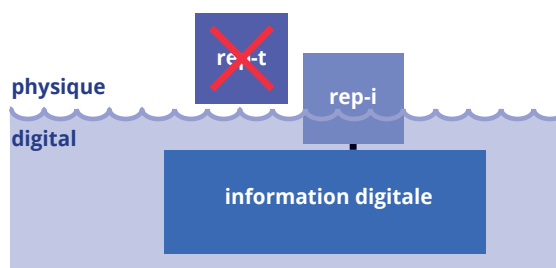 rep-t
rep-i
physique
digital
information digitale